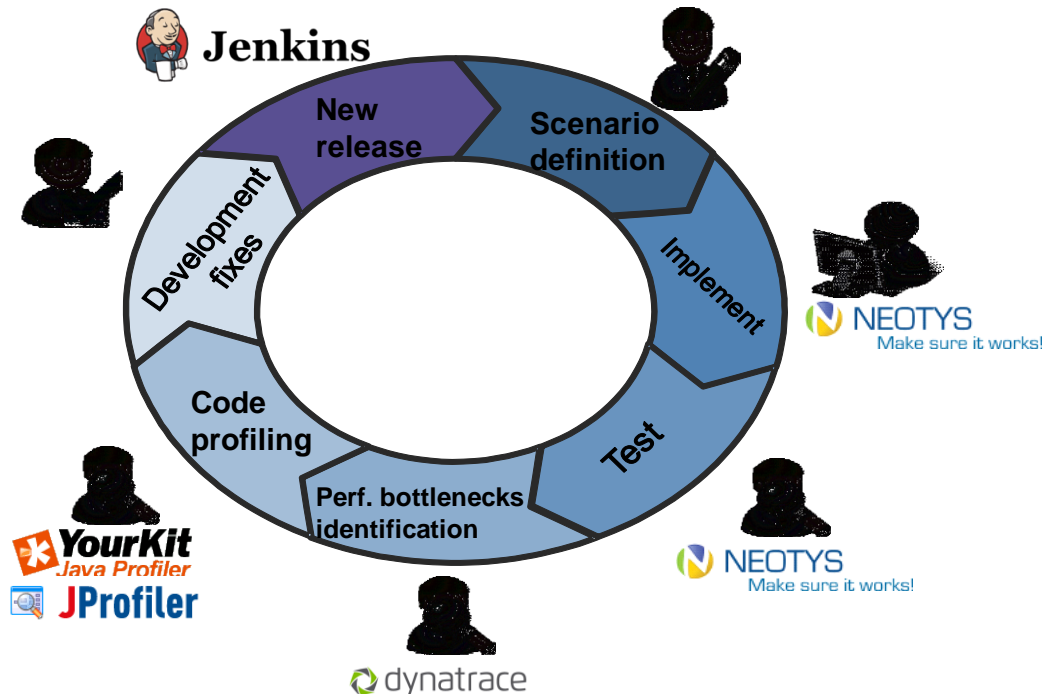 Jenkins
New
release
Scenario
definition
Implement
NEOTYS
Make sure it works!
Test
NEOTYS
Make sure it works!
Perf. bottlenecks
identification
dynatrace
Code
profiling
YourKit
Java Profiler
JProfiler
Development
fixes